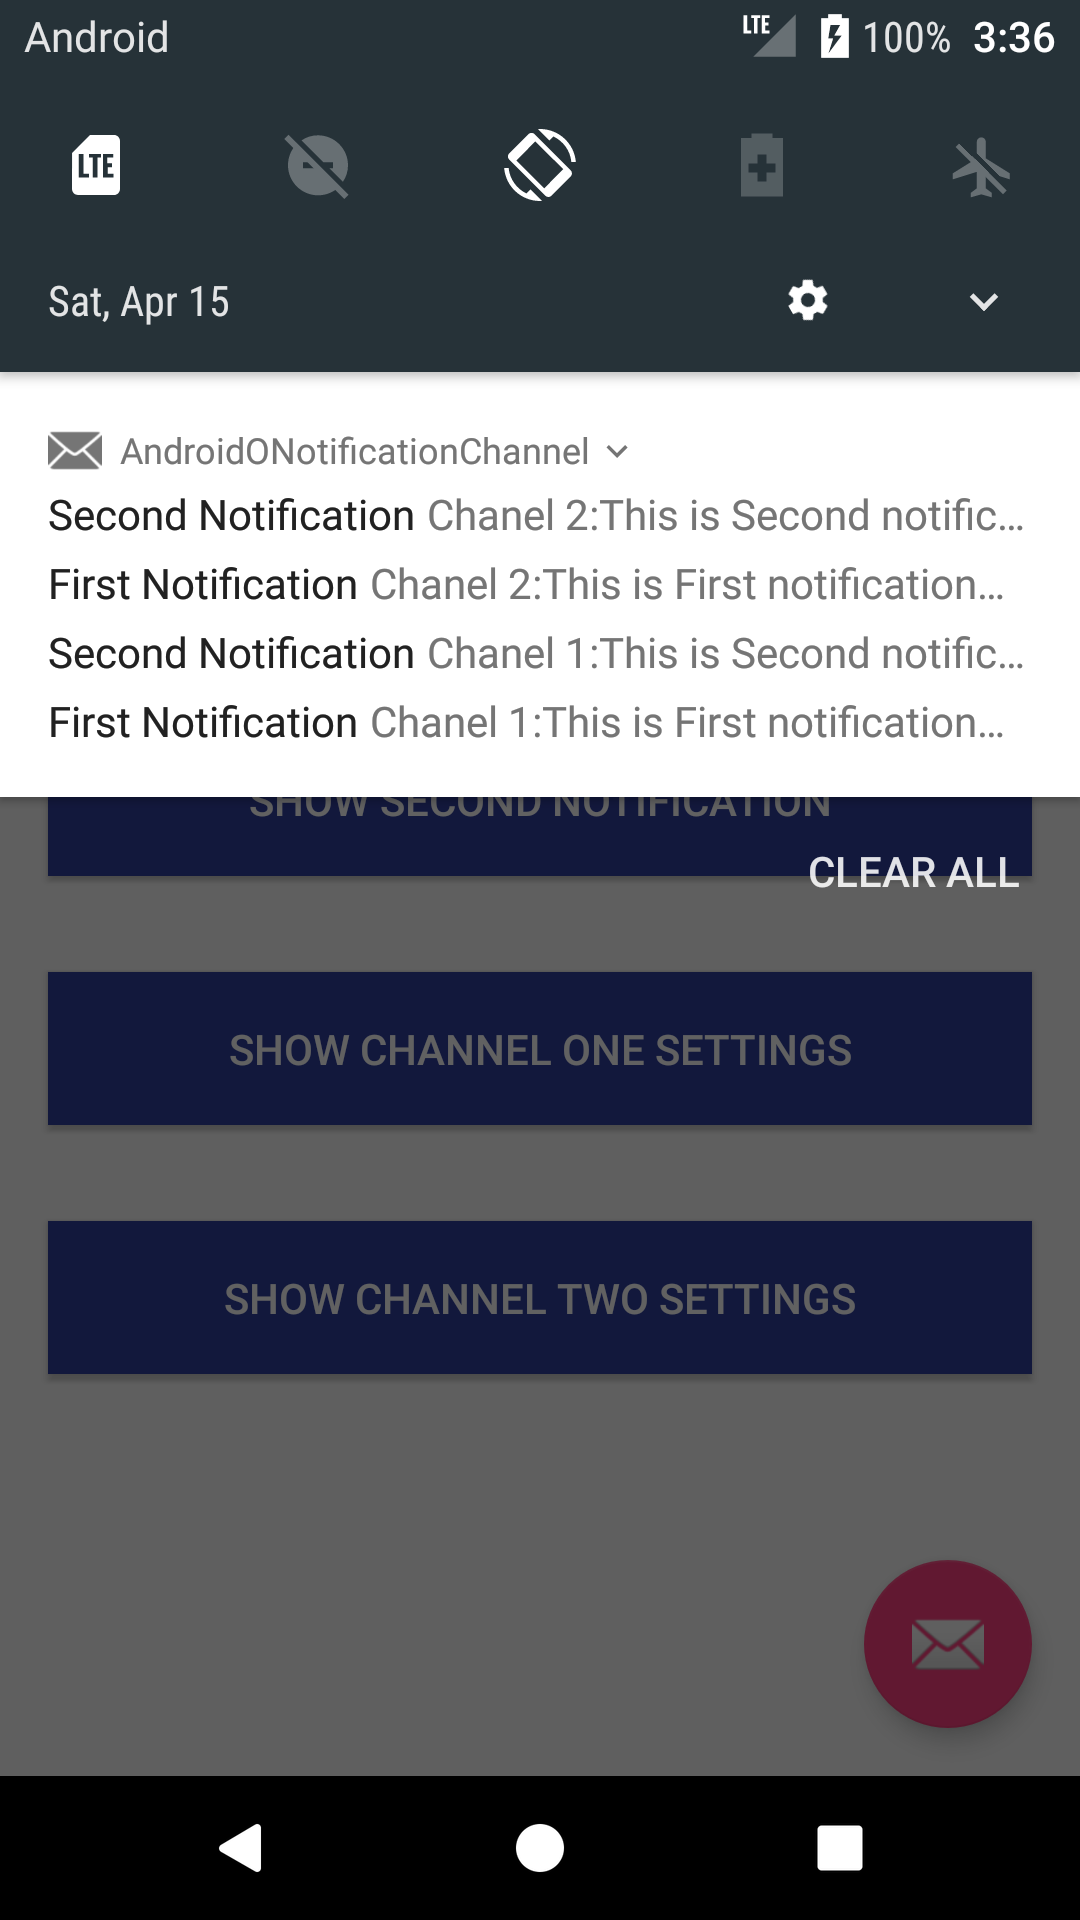 Android LTE 100% 3:36
LTE
Sat, Apr 15
AndroidONotificationChannel
Second Notification Chanel 2:This is Second notific...
First Notification Chanel 2:This is First notification...
Second Notification Chanel 1:This is Second notific...
First Notification Chanel 1:This is First notification...
SHOW SECOND NOTIFICATION
CLEAR ALL
SHOW CHANNEL ONE SETTINGS
SHOW CHANNEL TWO SETTINGS